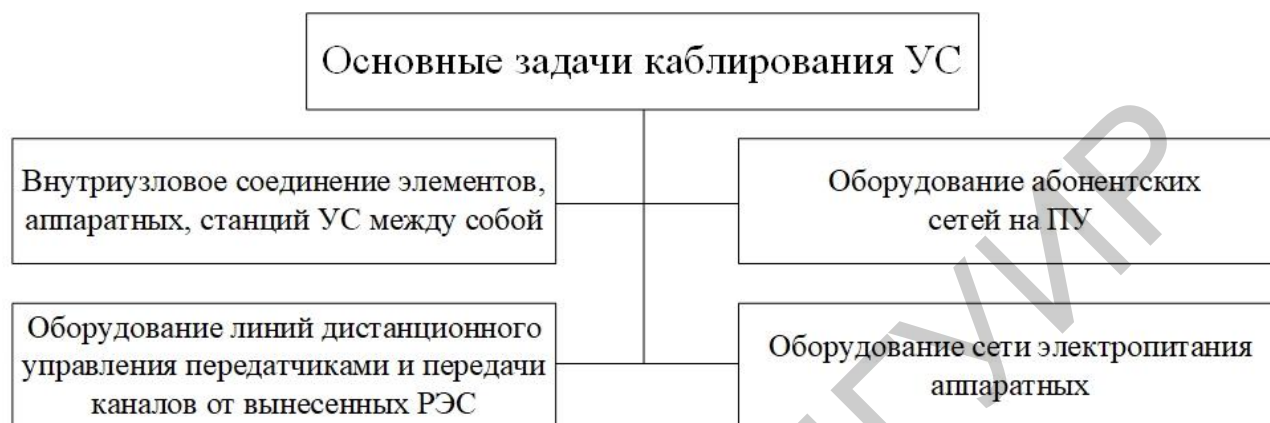 Основные задачи каблирования УС
Внутриузловое соединение элементов,
аппаратных, станций УС между собой
Оборудование абонентских
сетей на ПУ
Оборудование линий дистанционного
управления передатчиками и передачи
каналов от вынесенных РЭС
Оборудование сети электропитания
аппаратных
ГУИР